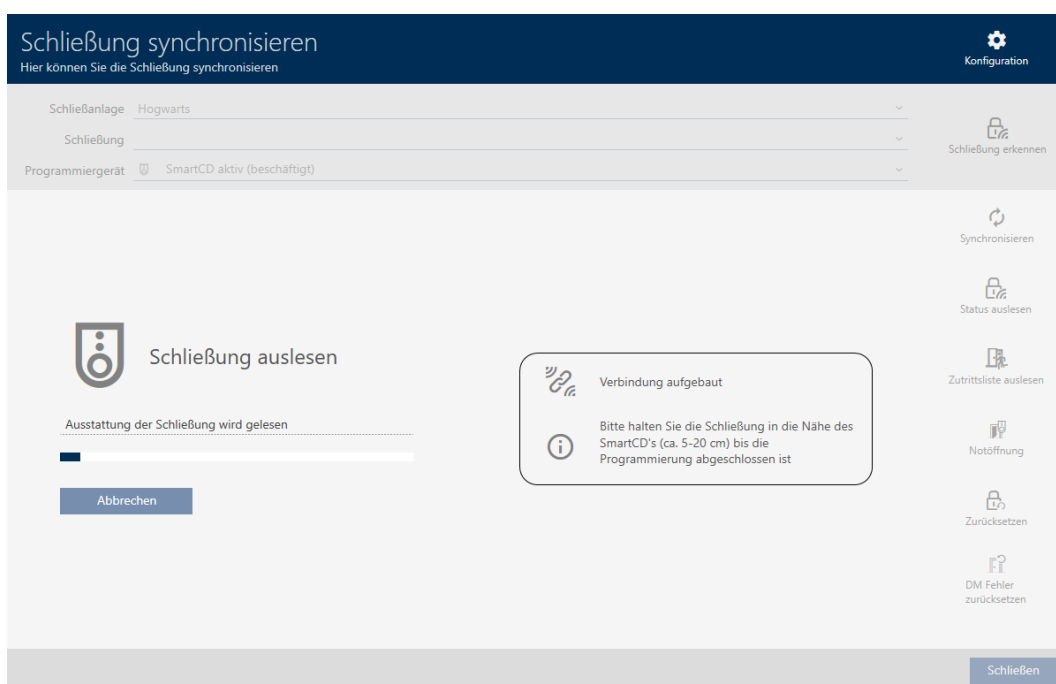 Schließung synchronisieren
Hier können Sie die Schließung synchronisieren
Konfiguration
Schließanlage Hogwarts
Schließung
Programmiergerät SmartCD aktiv (beschäftigt)
Schließung erkennen
Synchronisieren
Status auslesen
Zutrittsliste auslesen
Notöffnung
Zurücksetzen
DM Fehler
zurücksetzen
Schließung auslesen
Ausstattung der Schließung wird gelesen
Abbrechen
Verbindung aufgebaut
Bitte halten Sie die Schließung in die Nähe des
SmartCD's (ca. 5-20 cm) bis die
Programmierung abgeschlossen ist
Schließen